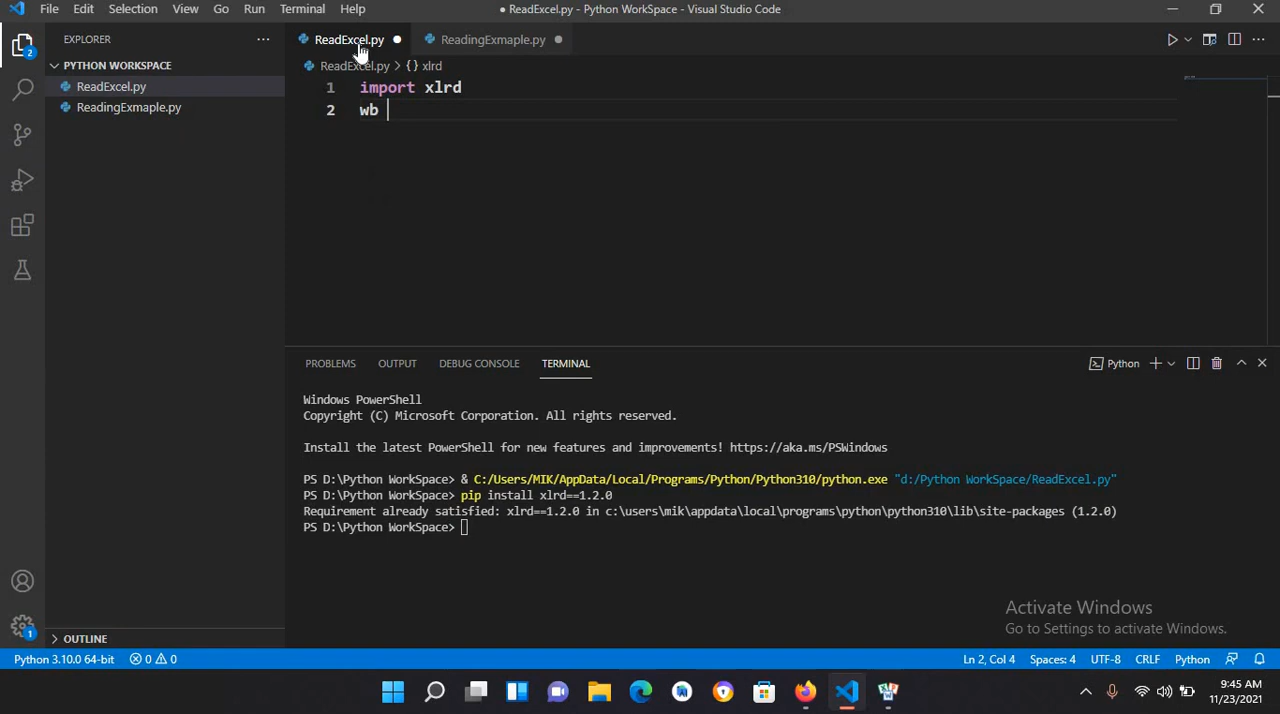 File Edit Selection View Go Run Terminal Help
● ReadExcel.py - Python WorkSpace - Visual Studio Code
EXPLORER
ReadExcel.py
ReadingExmaple.py
PYTHON WORKSPACE
ReadExcel.py
ReadingExmaple.py
ReadExcel.py > {} xlrd
1 import xlrd
2 wb
PROBLEMS OUTPUT DEBUG CONSOLE TERMINAL
Python
Windows PowerShell
Copyright (C) Microsoft Corporation. All rights reserved.
Install the latest PowerShell for new features and improvements! https://aka.ms/PSWindows
PS D:\Python WorkSpace> & C:/Users/MIK/AppData/Local/Programs/Python/Python310/python.exe "d:/Python WorkSpace/ReadExcel.py"
PS D:\Python WorkSpace> pip install xlrd==1.2.0
Requirement already satisfied: xlrd==1.2.0 in c:\users\mik\appdata\local\programs\python\python310\lib\site-packages (1.2.0)
PS D:\Python WorkSpace>
Activate Windows
Go to Settings to activate Windows.
OUTLINE
2
1
Python 3.10.0 64-bit 0 0 Ln 2, Col 4 Spaces: 4 UTF-8 CRLF Python
9:45 AM
11/23/2021